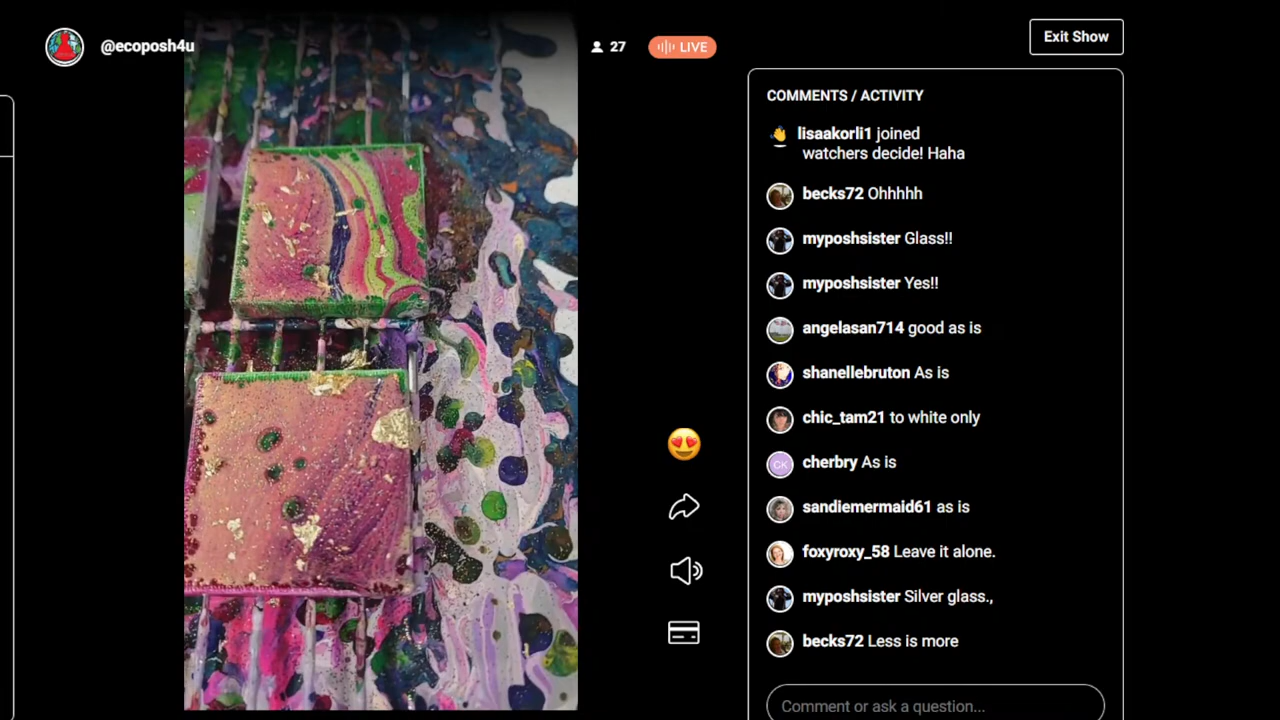 @ecoposh4u
27
LIVE
Exit Show
COMMENTS / ACTIVITY
lisaakorli1 joined
watchers decide! Haha
becks72 Ohhhhh
myposhsister Glass!!
myposhsister Yes!!
angelasan714 good as is
shanellebruton As is
chic_tam21 to white only
CK
cherbry As is
sandiemermaid61 as is
foxyroxy_58 Leave it alone.
myposhsister Silver glass.,
becks72 Less is more
Comment or ask a question...